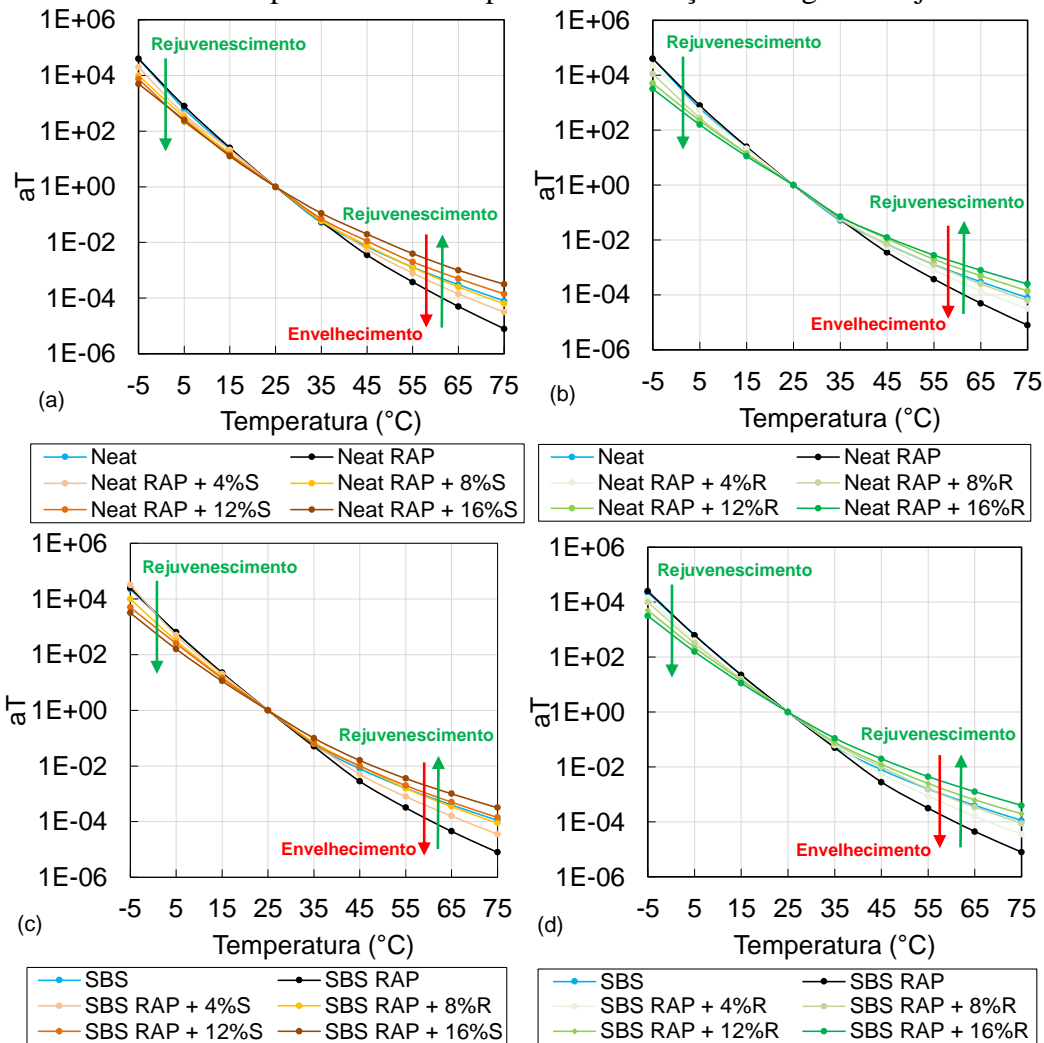 1E+06
1E+04
1E+02
1E+00
1E-02
1E-04
1E-06
aT
Rejuvenescimento
Rejuvenescimento
Envelhecimento
-5 5 15 25 35 45 55 65 75
(a)
Temperatura (°C)
Neat
Neat RAP
Neat RAP + 4%S
Neat RAP + 8%S
Neat RAP + 12%S
Neat RAP + 16%S
1E+06
1E+04
1E+02
1E+00
1E-02
1E-04
1E-06
aT
Rejuvenescimento
Rejuvenescimento
Envelhecimento
-5 5 15 25 35 45 55 65 75
(b)
Temperatura (°C)
Neat
Neat RAP
Neat RAP + 4%R
Neat RAP + 8%R
Neat RAP + 12%R
Neat RAP + 16%R
1E+06
1E+04
1E+02
1E+00
1E-02
1E-04
1E-06
aT
Rejuvenescimento
Rejuvenescimento
Envelhecimento
-5 5 15 25 35 45 55 65 75
(c)
Temperatura (°C)
SBS
SBS RAP
SBS RAP + 4%S
SBS RAP + 8%R
SBS RAP + 12%S
SBS RAP + 16%S
1E+06
1E+04
1E+02
1E+00
1E-02
1E-04
1E-06
aT
Rejuvenescimento
Rejuvenescimento
Envelhecimento
-5 5 15 25 35 45 55 65 75
(d)
Temperatura (°C)
SBS
SBS RAP
SBS RAP + 4%R
SBS RAP + 8%R
SBS RAP + 12%R
SBS RAP + 16%R